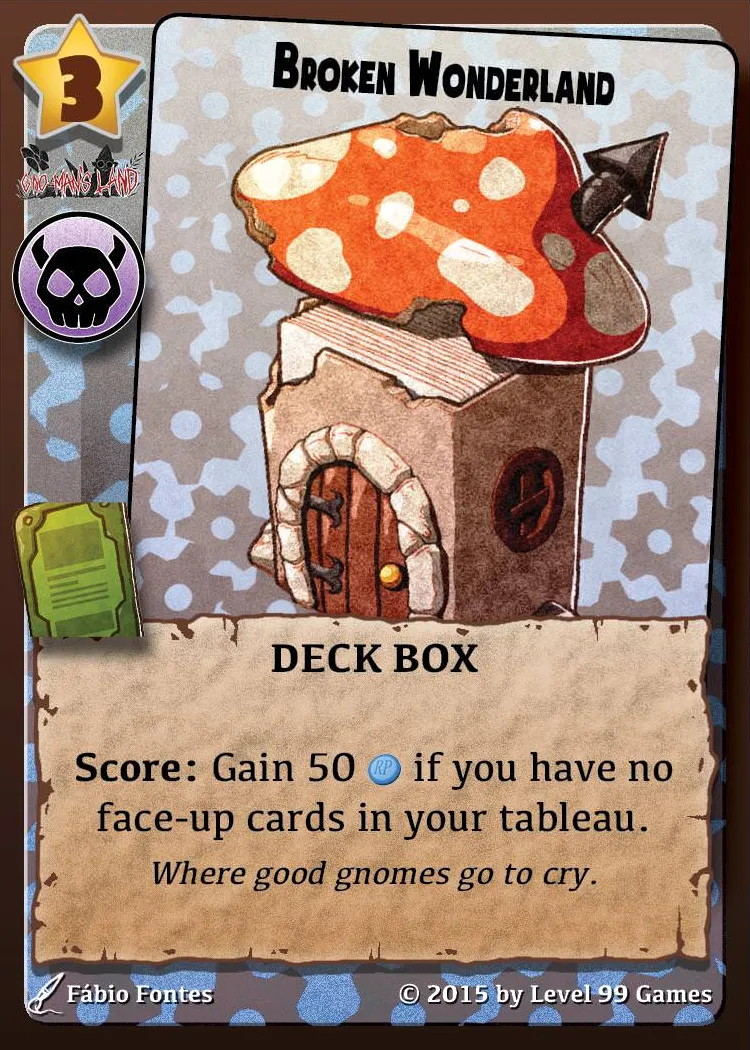 Broken Wonderland
3
GNO-MAN'S LAND
DECK BOX
Score: Gain 50 RP if you have no
face-up cards in your tableau.
Where good gnomes go to cry.
Fábio Fontes
© 2015 by Level 99 Games